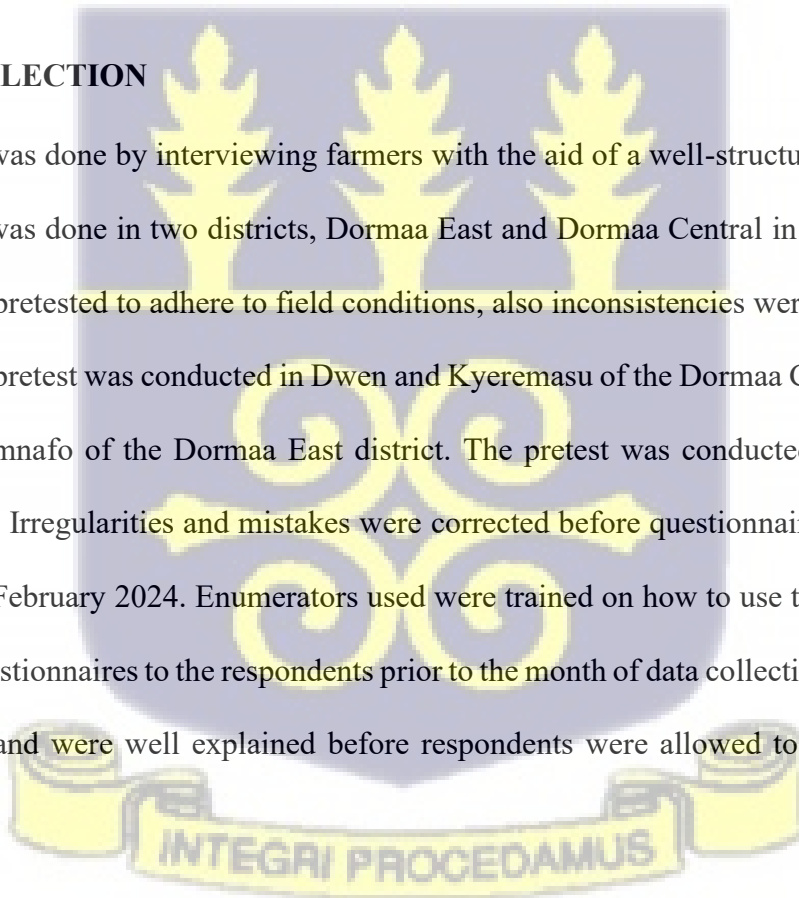 LECTION
was done by interviewing farmers with the aid of a well-structu
was done in two districts, Dormaa East and Dormaa Central in
pretested to adhere to field conditions, also inconsistencies wer
pretest was conducted in Dwen and Kyeremasu of the Dormaa C
mnafo of the Dormaa East district. The pretest was conducted
Irregularities and mistakes were corrected before questionnair
February 2024. Enumerators used were trained on how to use t
estionnaires to the respondents prior to the month of data collecti
and were well explained before respondents were allowed to
INTEGRI PROCEDAMUS